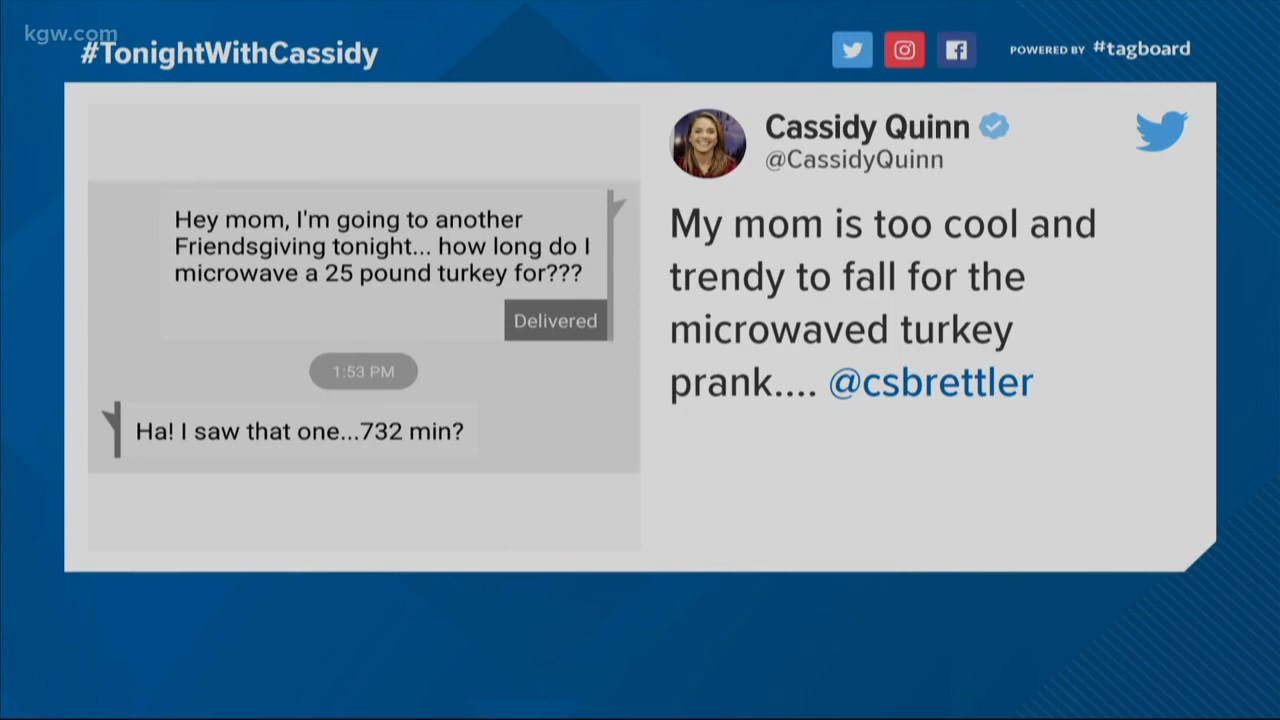 kgw.com
#TonightWithCassidy
POWERED BY #tagboard
Hey mom, I'm going to another
Friendsgiving tonight... how long do I
microwave a 25 pound turkey for???
Delivered
1:53 PM
Ha! I saw that one...732 min?
Cassidy Quinn
@CassidyQuinn
My mom is too cool and
trendy to fall for the
microwaved turkey
prank.... @csbrettler